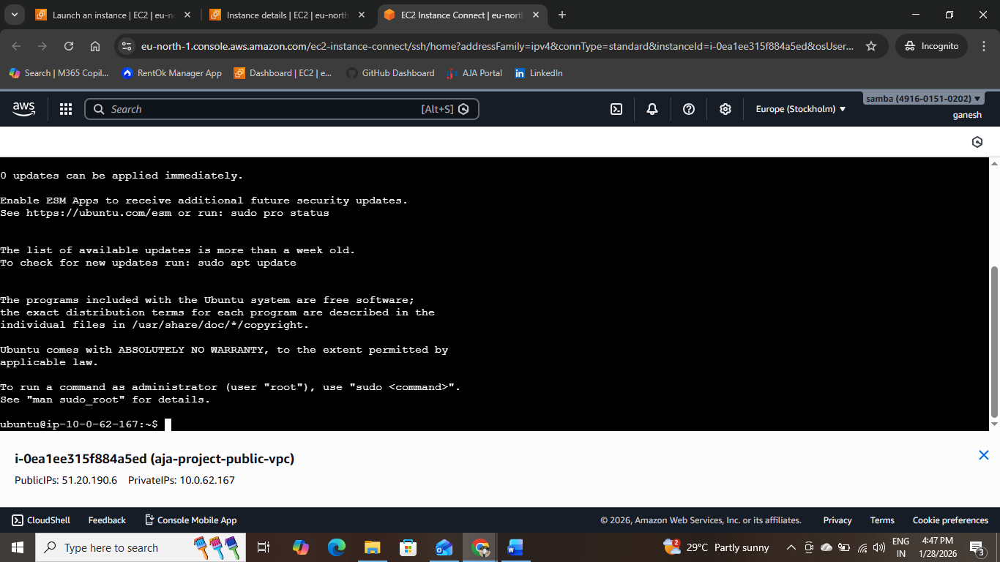 Launch an instance | EC2 | eu-n
Instance details | EC2 | eu-north
EC2 Instance Connect | eu-nort
eu-north-1.console.aws.amazon.com/ec2-instance-connect/ssh/home?addressFamily=ipv4&connType=standard&instanceId=i-0ea1ee315f884a5ed&osUser...
Incognito
Search | M365 Copil...
RentOk Manager App
Dashboard | EC2 | e...
GitHub Dashboard
AJA Portal
LinkedIn
aws
Search
[Alt+S]
Europe (Stockholm)
samba (4916-0151-0202)
ganesh
0 updates can be applied immediately.
Enable ESM Apps to receive additional future security updates.
See https://ubuntu.com/esm or run: sudo pro status
The list of available updates is more than a week old.
To check for new updates run: sudo apt update
The programs included with the Ubuntu system are free software;
the exact distribution terms for each program are described in the
individual files in /usr/share/doc/*/copyright.
Ubuntu comes with ABSOLUTELY NO WARRANTY, to the extent permitted by
applicable law.
To run a command as administrator (user "root"), use "sudo <command>".
See "man sudo_root" for details.
ubuntu@ip-10-0-62-167:~$
i-0ea1ee315f884a5ed (aja-project-public-vpc)
PublicIPs: 51.20.190.6 PrivateIPs: 10.0.62.167
CloudShell
Feedback
Console Mobile App
© 2026, Amazon Web Services, Inc. or its affiliates.
Privacy
Terms
Cookie preferences
Type here to search
2
29°C Partly sunny
ENG
IN
4:47 PM
1/28/2026
3